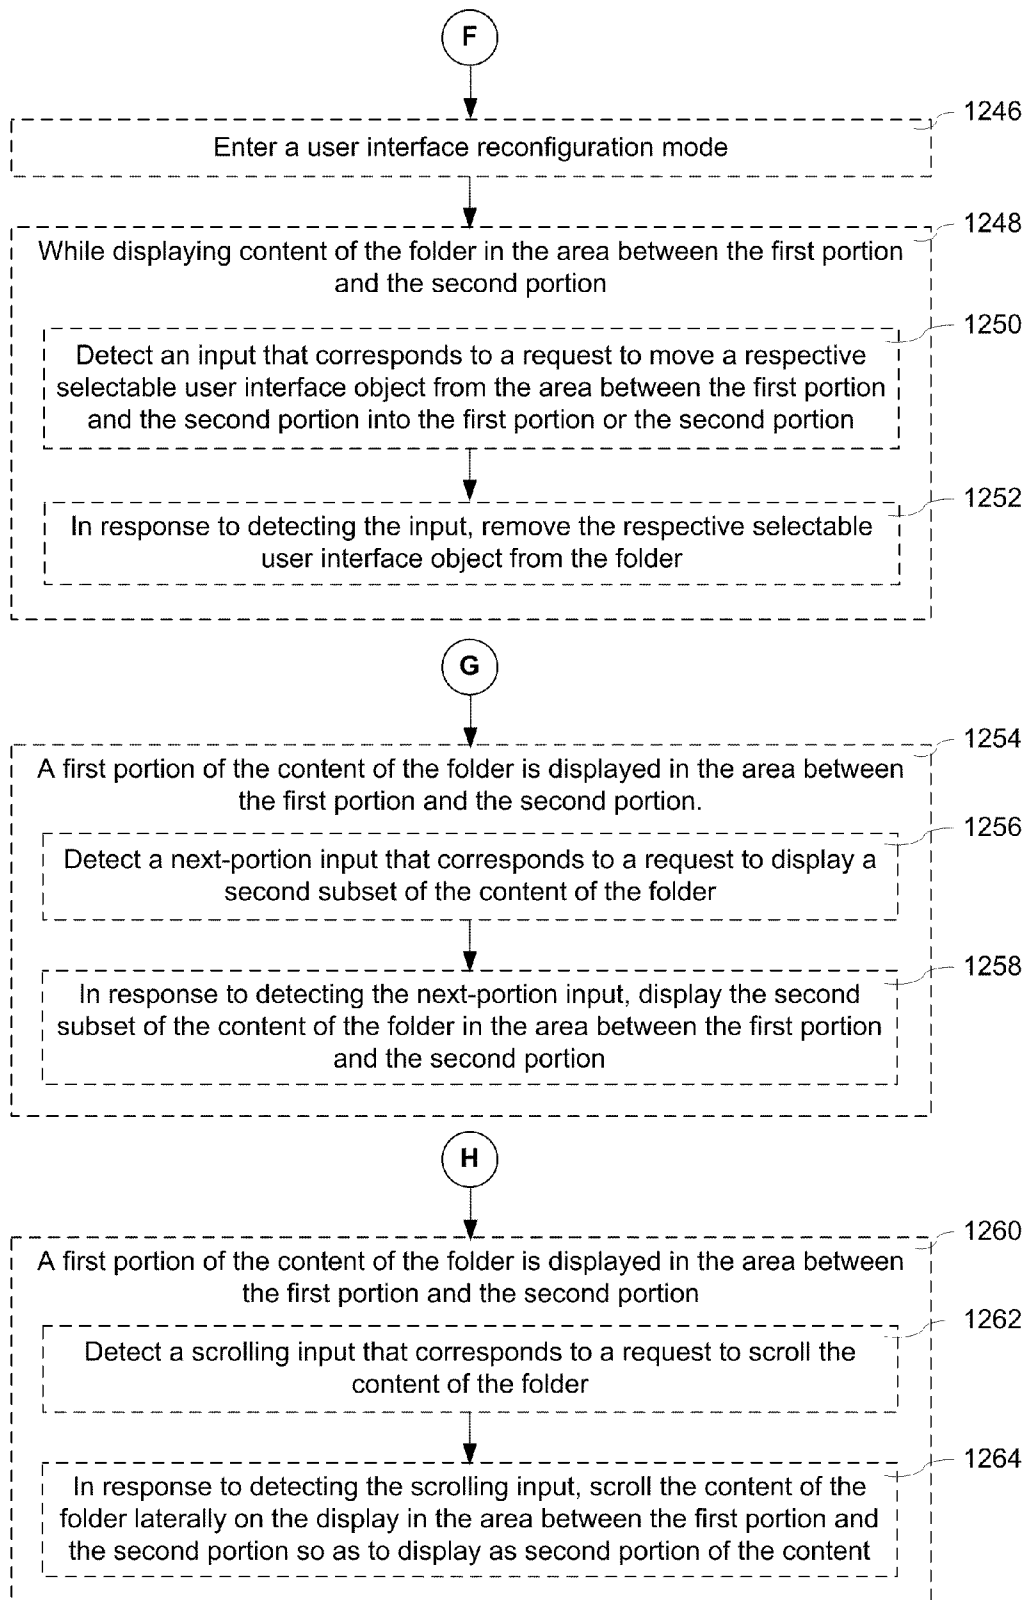 F
1246
Enter a user interface reconfiguration mode
1248
While displaying content of the folder in the area between the first portion
and the second portion
1250
Detect an input that corresponds to a request to move a respective
selectable user interface object from the area between the first portion
and the second portion into the first portion or the second portion
1252
In response to detecting the input, remove the respective selectable
user interface object from the folder
G
1254
A first portion of the content of the folder is displayed in the area between
the first portion and the second portion.
1256
Detect a next-portion input that corresponds to a request to display a
second subset of the content of the folder
1258
In response to detecting the next-portion input, display the second
subset of the content of the folder in the area between the first portion
and the second portion
H
1260
A first portion of the content of the folder is displayed in the area between
the first portion and the second portion
1262
Detect a scrolling input that corresponds to a request to scroll the
content of the folder
1264
In response to detecting the scrolling input, scroll the content of the
folder laterally on the display in the area between the first portion and
the second portion so as to display as second portion of the content